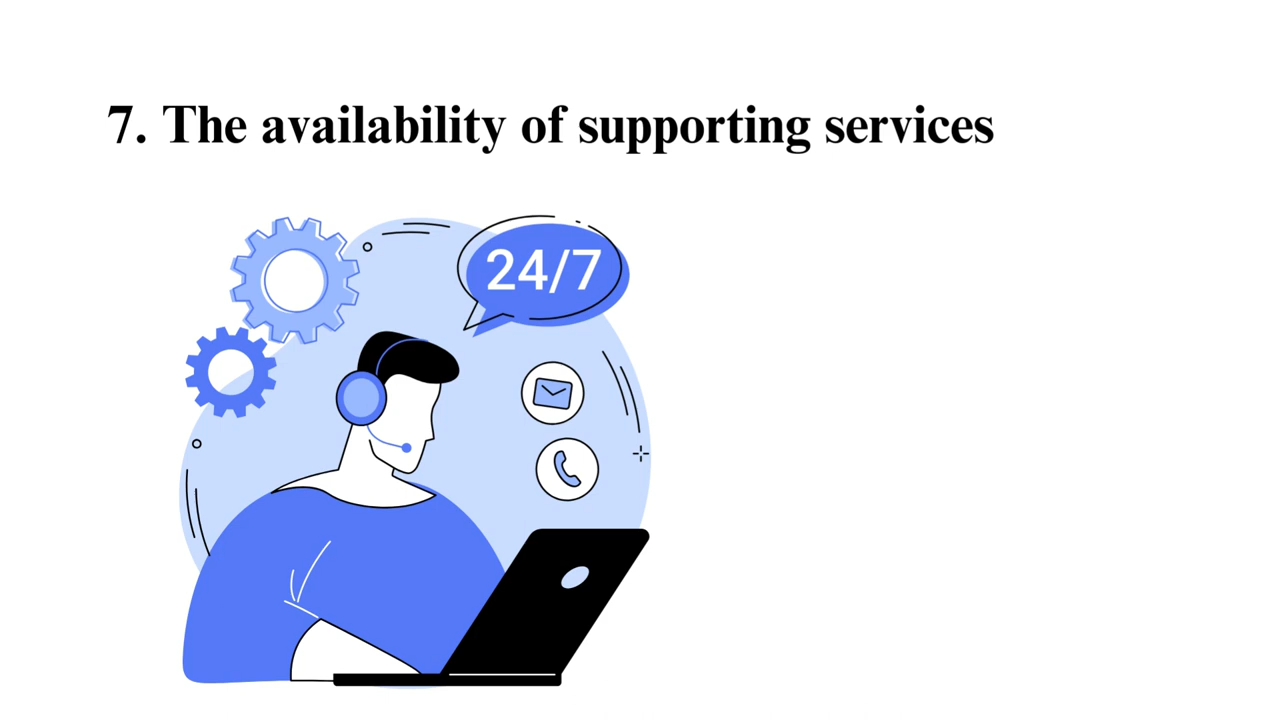 7. The availability of supporting services
24/7